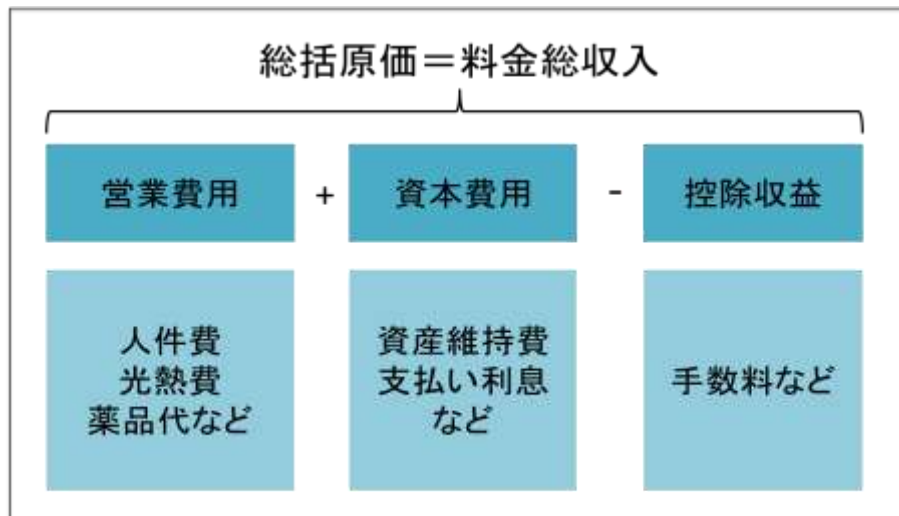 総括原価＝料金総収入
営業費用 + 資本費用 - 控除収益
人件費
光熱費
薬品代など
資産維持費
支払い利息
など
手数料など